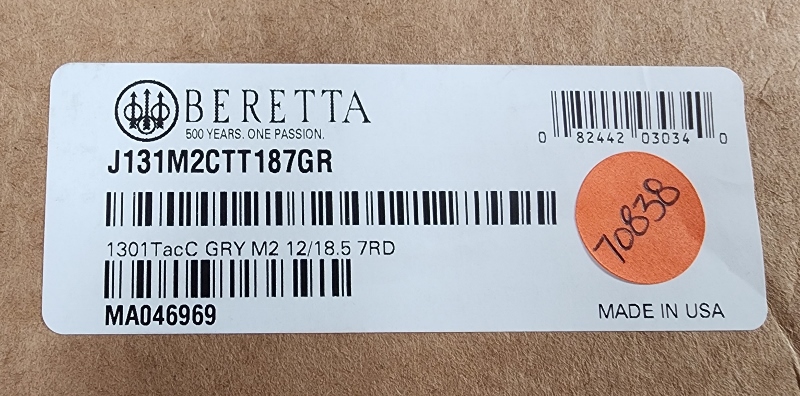 BERETTA
500 YEARS. ONE PASSION.
J131M2CTT187GR
0 82442 03034 0
70838
1301TacC GRY M2 12/18.5 7RD
MA046969
MADE IN USA